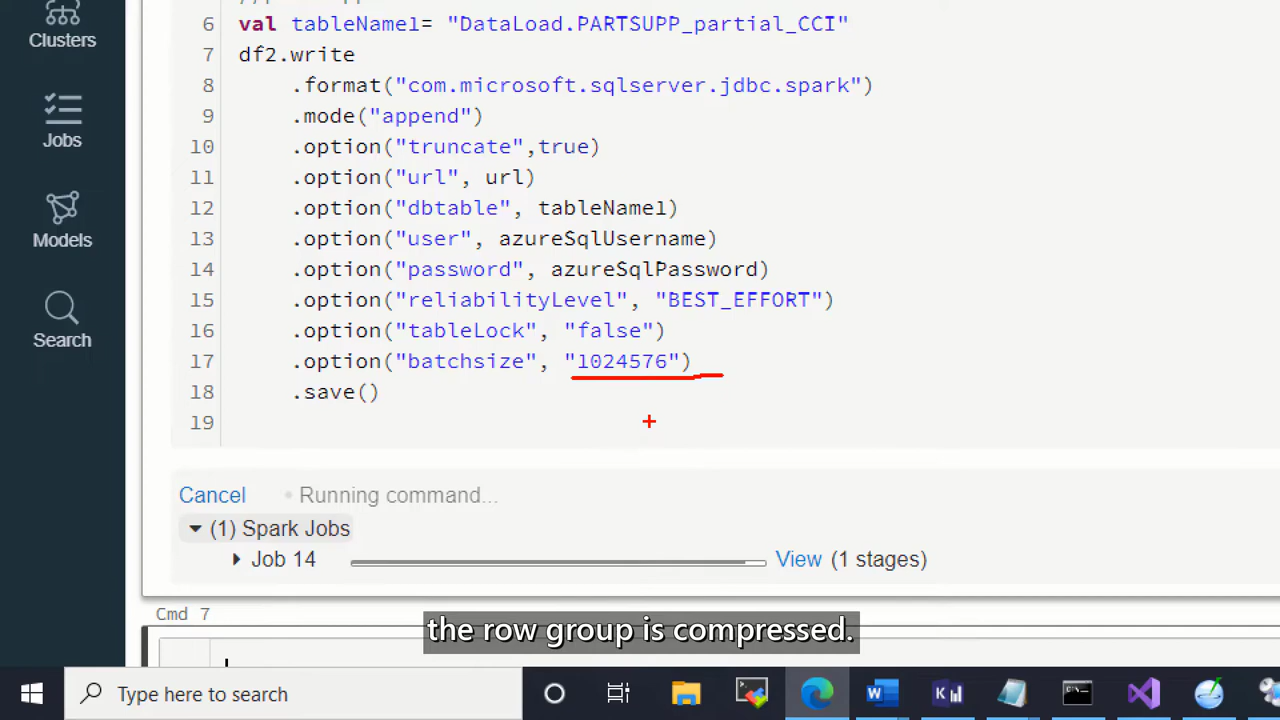 Clusters
Jobs
Models
Search
6 val tableName1= "DataLoad.PARTSUPP_partial_CCI"
7 df2.write
8 .format("com.microsoft.sqlserver.jdbc.spark")
9 .mode("append")
10 .option("truncate",true)
11 .option("url", url)
12 .option("dbtable", tableName1)
13 .option("user", azureSqlUsername)
14 .option("password", azureSqlPassword)
15 .option("reliabilityLevel", "BEST_EFFORT")
16 .option("tableLock", "false")
17 .option("batchsize", "1024576")
18 .save()
19
Cancel Running command...
(1) Spark Jobs
Job 14 View (1 stages)
Cmd 7
the row group is compressed.
Type here to search